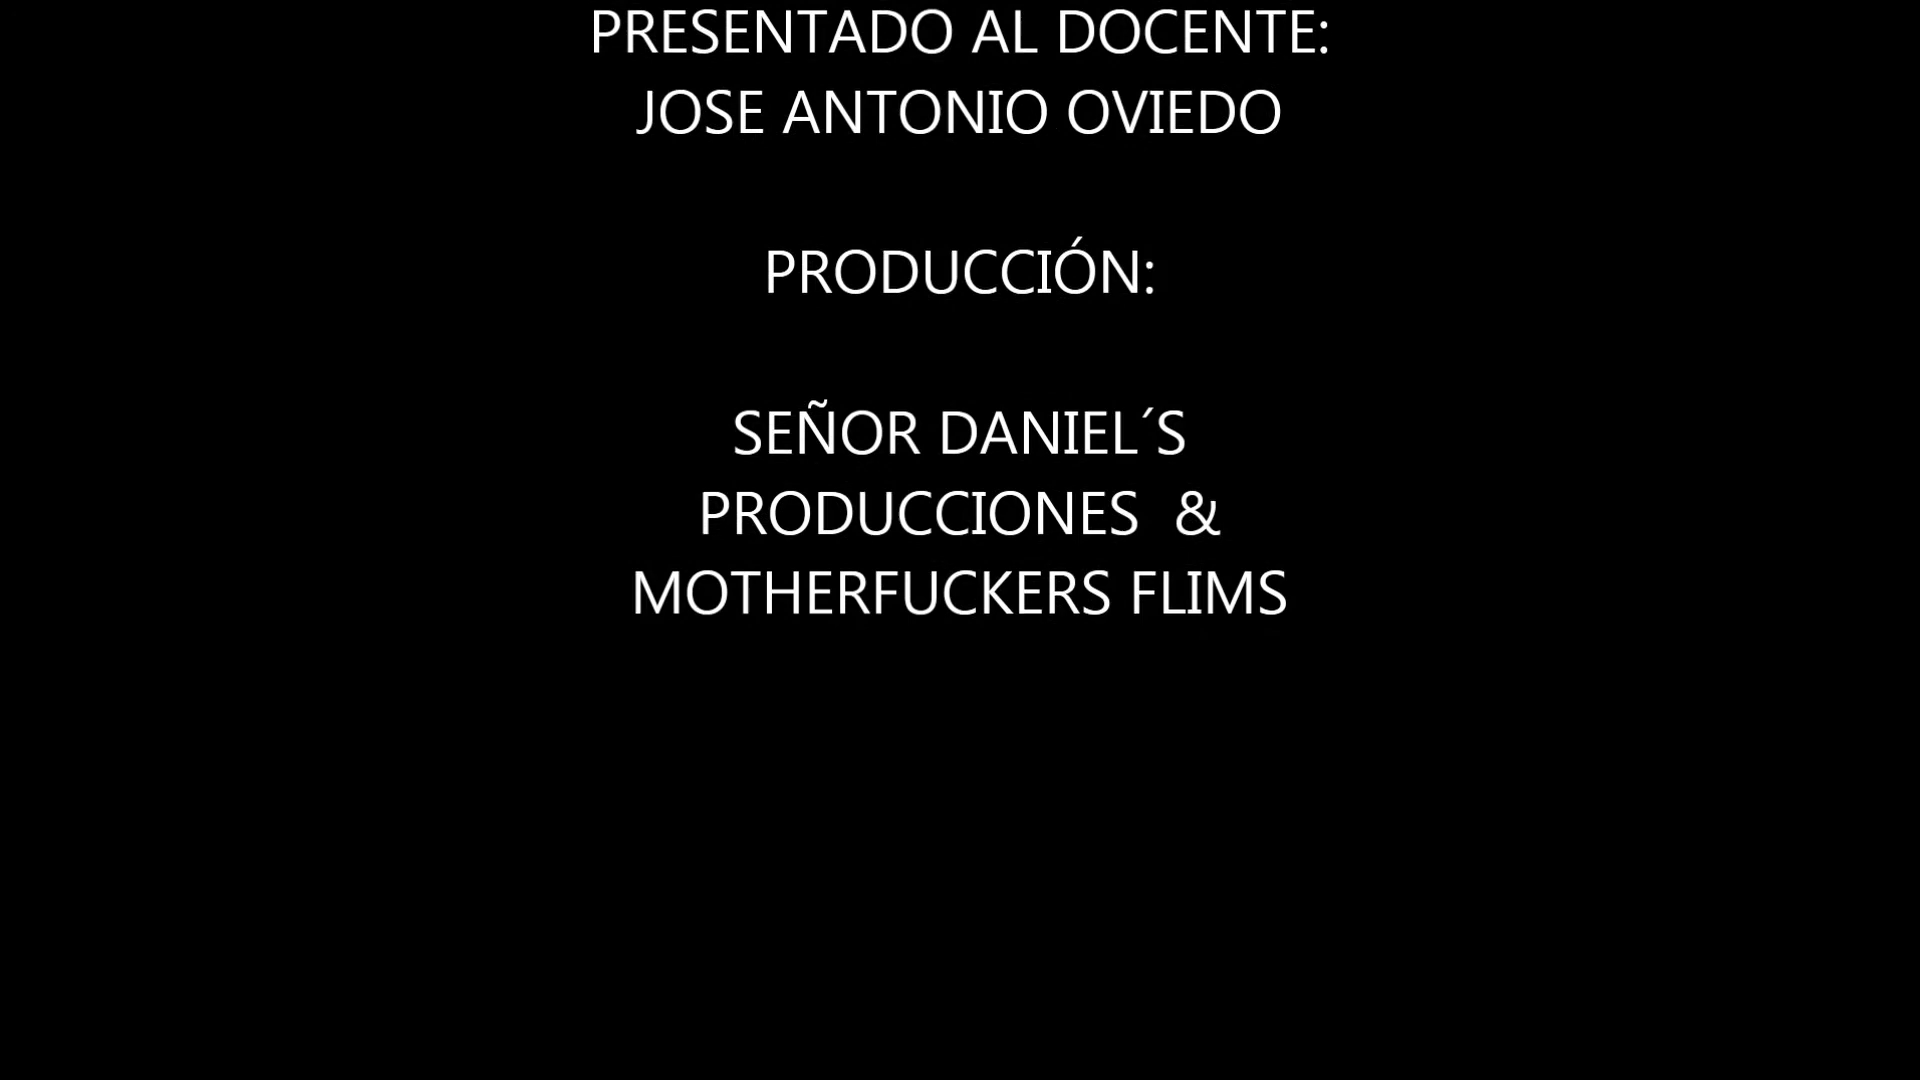 PRESENTADO AL DOCENTE:
JOSE ANTONIO OVIEDO
PRODUCCIÓN:
SEÑOR DANIEL´S
PRODUCCIONES  &
MOTHERFUCKERS FLIMS